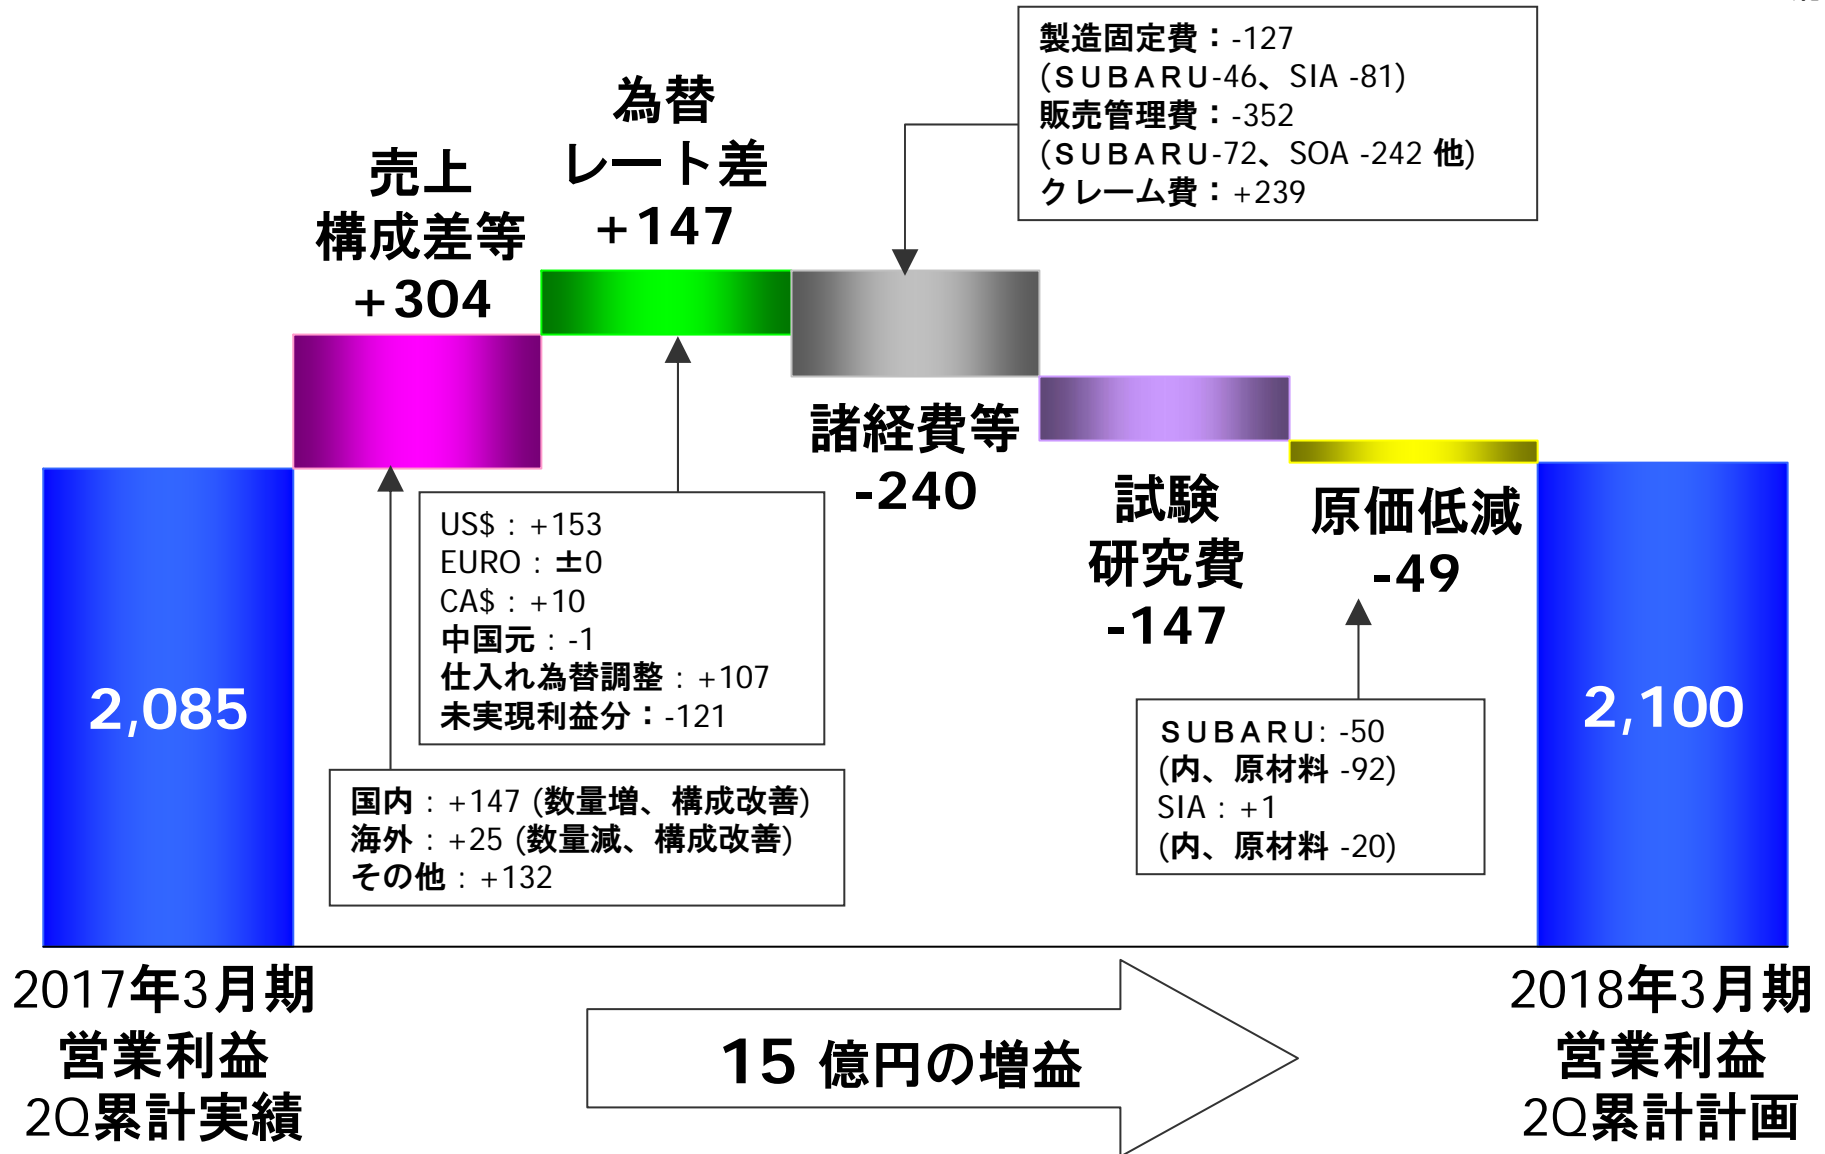 製造固定費：-127
(ＳＵＢＡＲＵ-46、SIA -81)
販売管理費：-352
(ＳＵＢＡＲＵ-72、SOA -242 他)
クレーム費：+239
為替
レート差
+147
売上
構成差等
+304
諸経費等
-240
試験
研究費
-147
原価低減
-49
US$ : +153
EURO : ±0
CA$ : +10
中国元 : -1
仕入れ為替調整 : +107
未実現利益分：-121
国内 : +147 (数量増、構成改善)
海外 : +25 (数量減、構成改善)
その他 : +132
ＳＵＢＡＲＵ: -50
(内、原材料 -92)
SIA : +1
(内、原材料 -20)
2,085
2,100
2017年3月期
営業利益
2Q累計実績
15 億円の増益
2018年3月期
営業利益
2Q累計計画